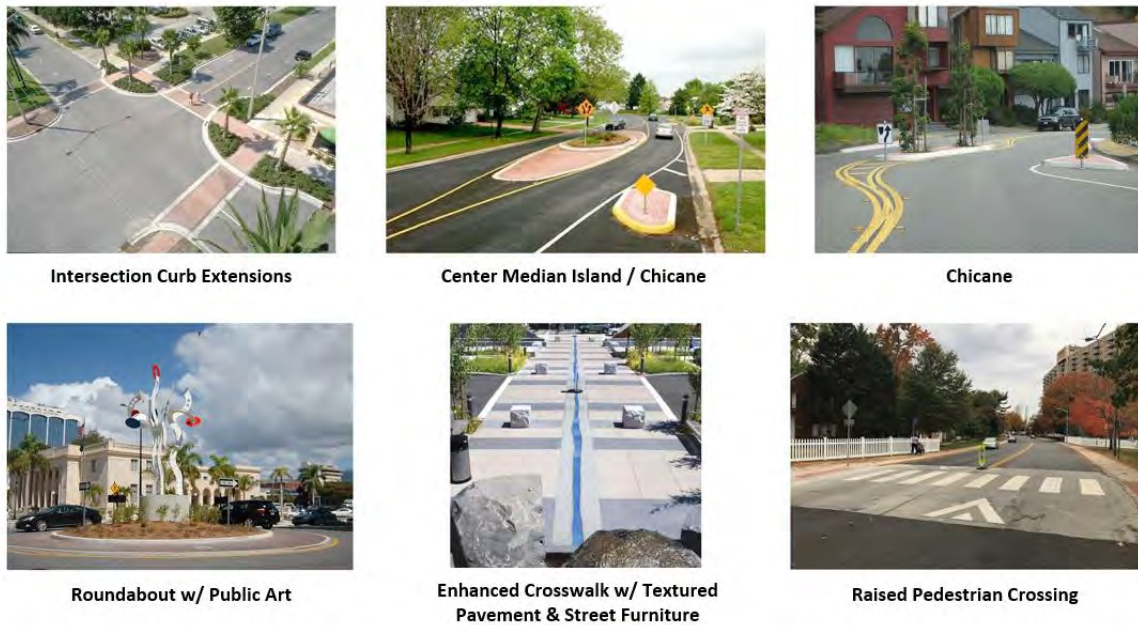 Intersection Curb Extensions
Center Median Island / Chicane
Chicane
Roundabout w/ Public Art
Enhanced Crosswalk w/ Textured
Pavement & Street Furniture
Raised Pedestrian Crossing